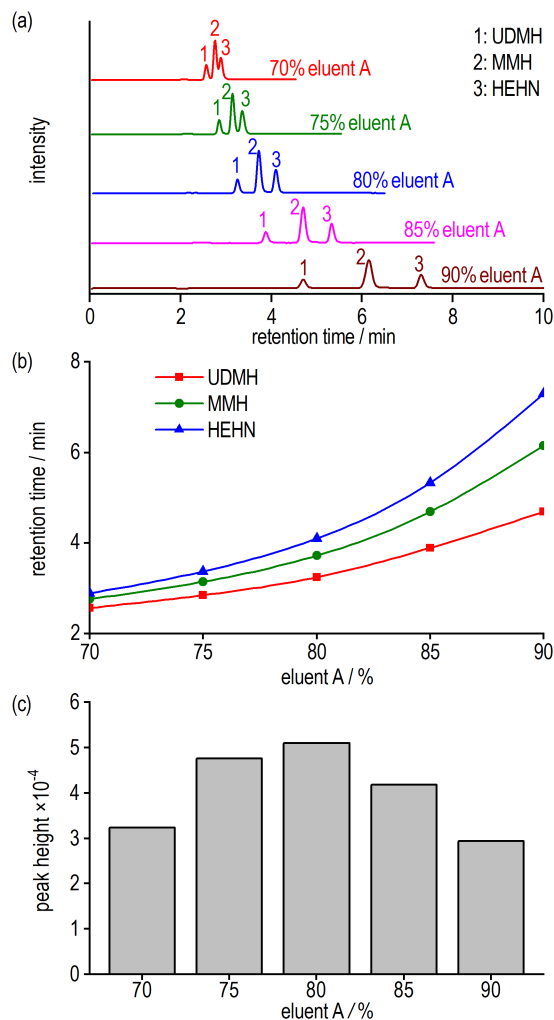 (a)
1: UDMH
2: MMH
3: HEHN
1 2 3
70% eluent A
1 2 3
75% eluent A
1 2 3
80% eluent A
1 2 3
85% eluent A
1 2 3
90% eluent A
intensity
0 2 4 6 8 10
retention time / min
(b)
UDMH
MMH
HEHN
8
6
4
2
retention time / min
70 75 80 85 90
eluent A / %
(c)
6
5
4
3
2
1
0
peak height ×10-4
70 75 80 85 90
eluent A / %